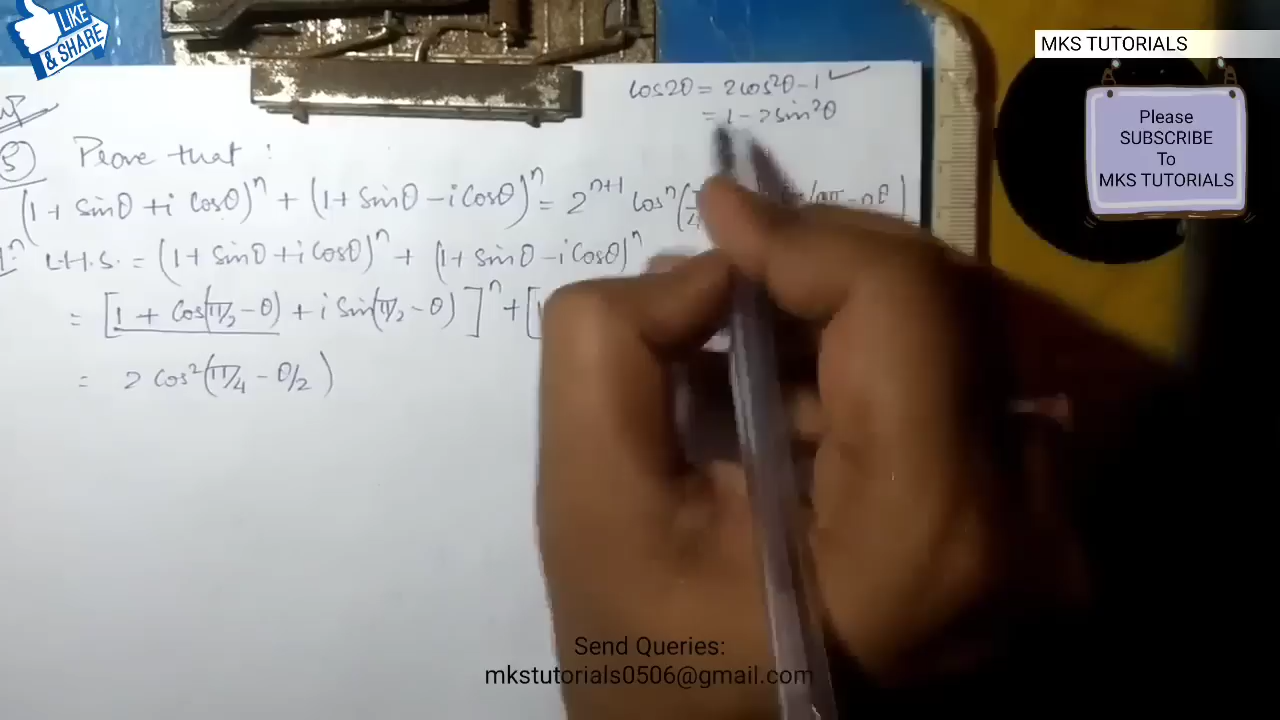 LIKE
& SHARE
MKS TUTORIALS
Please
SUBSCRIBE
To
MKS TUTORIALS
cos2θ = 2cos²θ-1 ✓
= 1 - 2sin²θ
5 Prove that :
(1 + sinθ + i cosθ)ⁿ + (1 + sinθ - i cosθ)ⁿ = 2ⁿ⁺¹ cosⁿ(
L.H.S. = (1 + sinθ + i cosθ)ⁿ + (1 + sinθ - i cosθ)ⁿ
= [1 + cos(π/2 - θ) + i sin(π/2 - θ)]ⁿ + [
= 2 cos²(π/4 - θ/2)
Send Queries:
mkstutorials0506@gmail.com